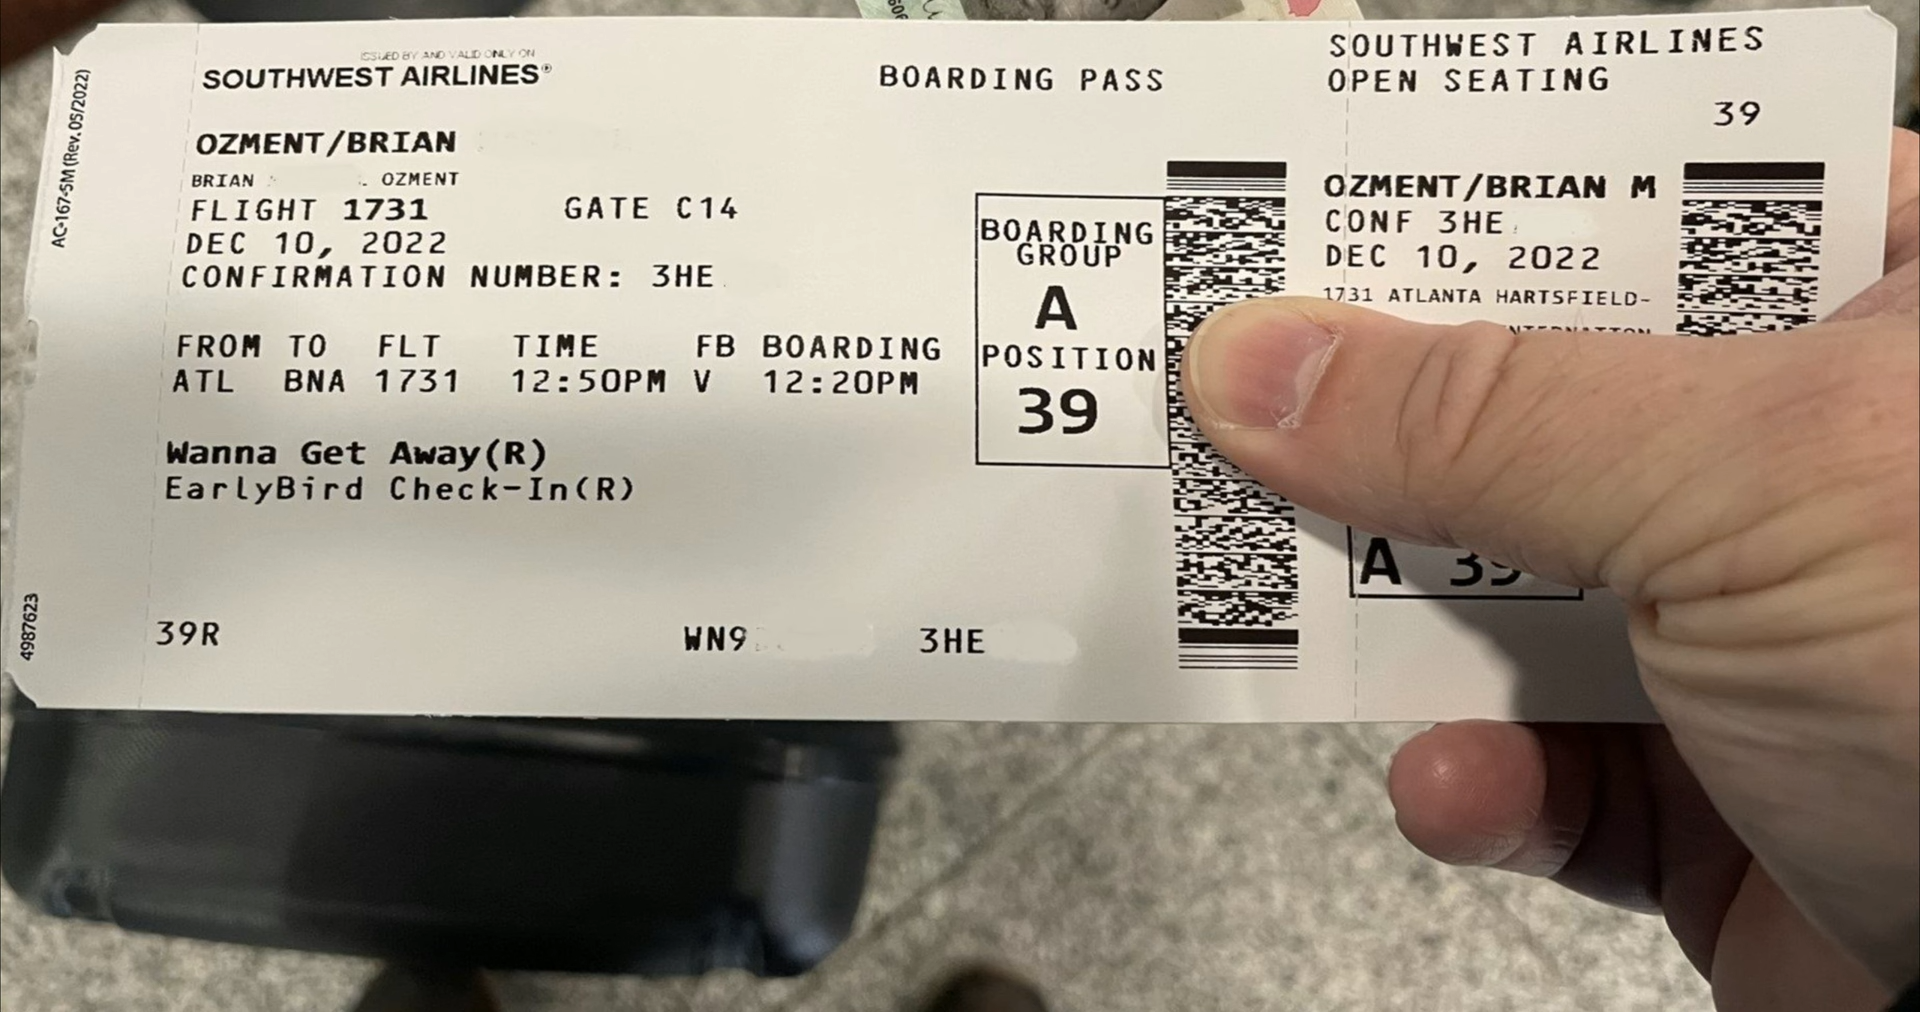 ISSUED BY AND VALID ONLY ON
SOUTHWEST AIRLINES®
BOARDING PASS
OZMENT/BRIAN
BRIAN OZMENT
FLIGHT 1731 GATE C14
DEC 10, 2022
CONFIRMATION NUMBER: 3HE
FROM TO FLT TIME FB BOARDING
ATL BNA 1731 12:50PM V 12:20PM
Wanna Get Away(R)
EarlyBird Check-In(R)
39R WN9 3HE
BOARDING
GROUP
A
POSITION
39
SOUTHWEST AIRLINES
OPEN SEATING
39
OZMENT/BRIAN M
CONF 3HE
DEC 10, 2022
1731 ATLANTA HARTSFIELD-
A 39
AC-167-5M (Rev. 05/2022)
4987623